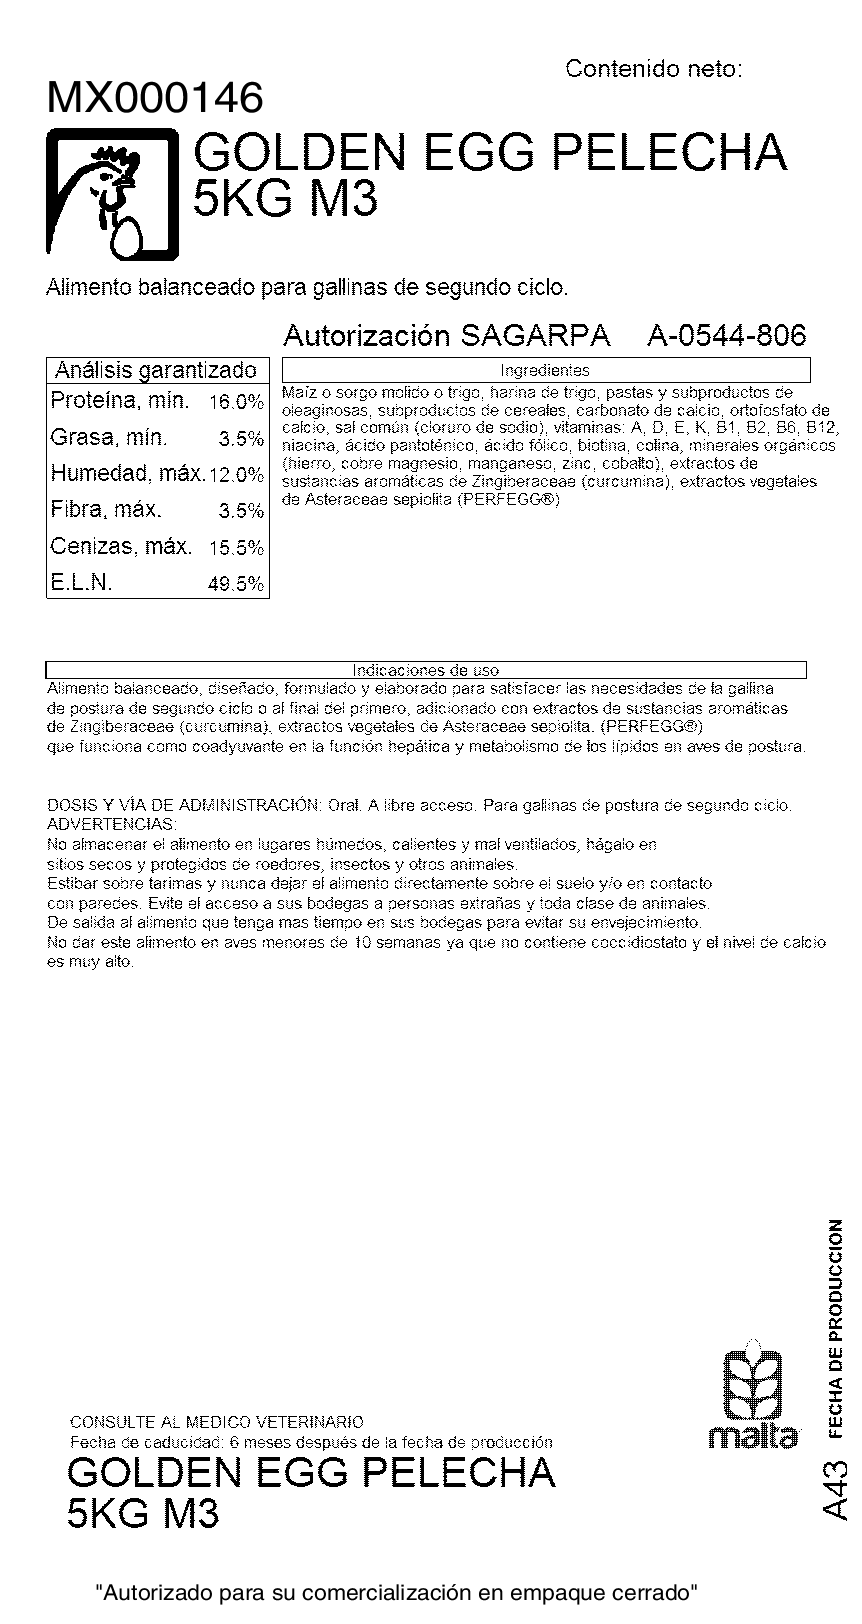 Contenido neto:
MX000146
GOLDEN EGG PELECHA
5KG M3
Alimento balanceado para gallinas de segundo ciclo.
Autorización SAGARPA A-0544-806
Análisis garantizado
Proteína, mín. 16.0%
Grasa, mín. 3.5%
Humedad, máx. 12.0%
Fibra, máx. 3.5%
Cenizas, máx. 15.5%
E.L.N. 49.5%
Ingredientes
Maíz o sorgo molido o trigo, harina de trigo, pastas y subproductos de
oleaginosas, subproductos de cereales, carbonato de calcio, ortofosfato de
calcio, sal común (cloruro de sodio), vitaminas: A, D, E, K, B1, B2, B6, B12,
niacina, ácido pantoténico, ácido fólico, biotina, colina, minerales orgánicos
(hierro, cobre magnesio, manganeso, zinc, cobalto), extractos de
sustancias aromáticas de Zingiberaceae (curcumina), extractos vegetales
de Asteraceae sepiolita (PERFEGG®)
Indicaciones de uso
Alimento balanceado, diseñado, formulado y elaborado para satisfacer las necesidades de la gallina
de postura de segundo ciclo o al final del primero, adicionado con extractos de sustancias aromáticas
de Zingiberaceae (curcumina), extractos vegetales de Asteraceae sepiolita. (PERFEGG®)
que funciona como coadyuvante en la función hepática y metabolismo de los lípidos en aves de postura.
DOSIS Y VÍA DE ADMINISTRACIÓN: Oral. A libre acceso. Para gallinas de postura de segundo ciclo.
ADVERTENCIAS:
No almacenar el alimento en lugares húmedos, calientes y mal ventilados, hágalo en
sitios secos y protegidos de roedores, insectos y otros animales.
Estibar sobre tarimas y nunca dejar el alimento directamente sobre el suelo y/o en contacto
con paredes. Evite el acceso a sus bodegas a personas extrañas y toda clase de animales.
De salida al alimento que tenga mas tiempo en sus bodegas para evitar su envejecimiento.
No dar este alimento en aves menores de 10 semanas ya que no contiene coccidiostato y el nivel de calcio
es muy alto.
FECHA DE PRODUCCION
A43
malta
CONSULTE AL MEDICO VETERINARIO
Fecha de caducidad: 6 meses después de la fecha de producción
GOLDEN EGG PELECHA
5KG M3
"Autorizado para su comercialización en empaque cerrado"